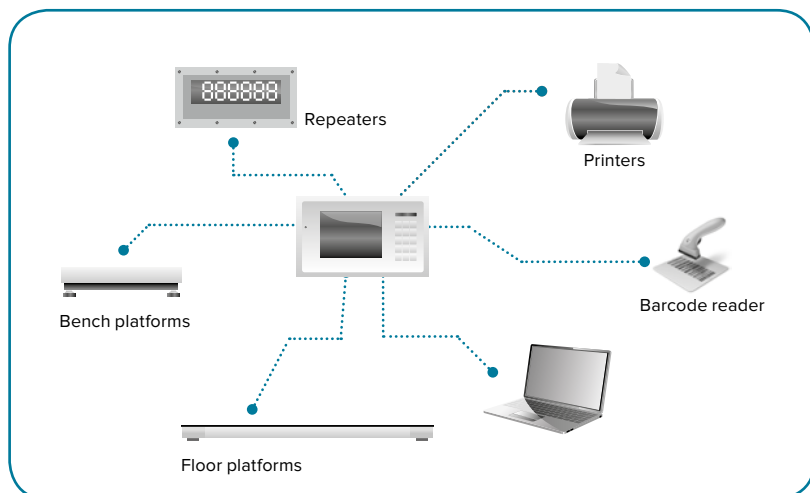 888888
Repeaters
Printers
Barcode reader
Bench platforms
Floor platforms